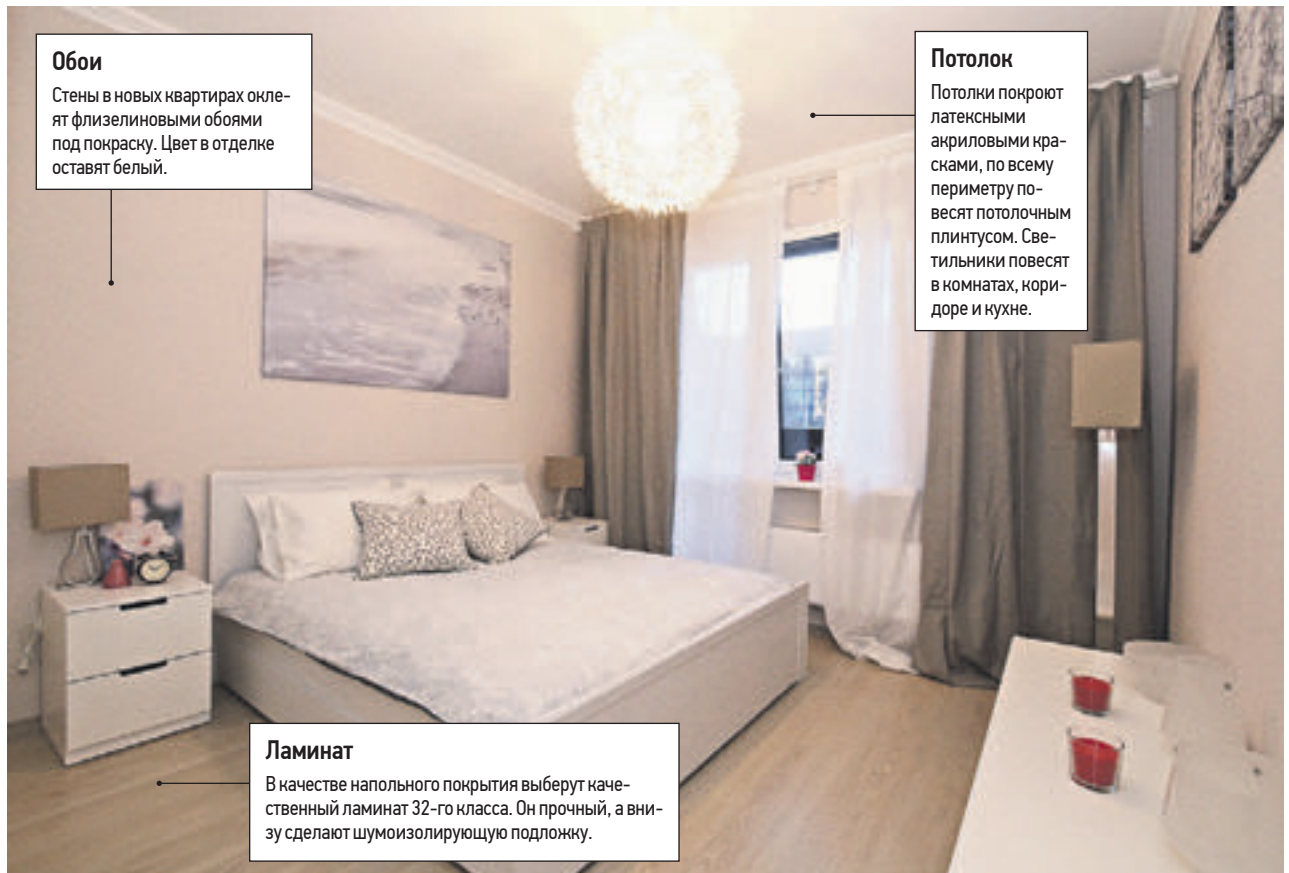 Обои
Стены в новых квартирах окле-
ят флизелиновыми обоями
под покраску. Цвет в отделке
оставят белый.
Потолок
Потолки покроют
латексными
акриловыми кра-
сками, по всему
периметру по-
весят потолочным
плинтусом. Све-
тильники повесят
в комнатах, кори-
доре и кухне.
Ламинат
В качестве напольного покрытия выберут каче-
ственный ламинат 32-го класса. Он прочный, а вни-
зу сделают шумоизолирующую подложку.